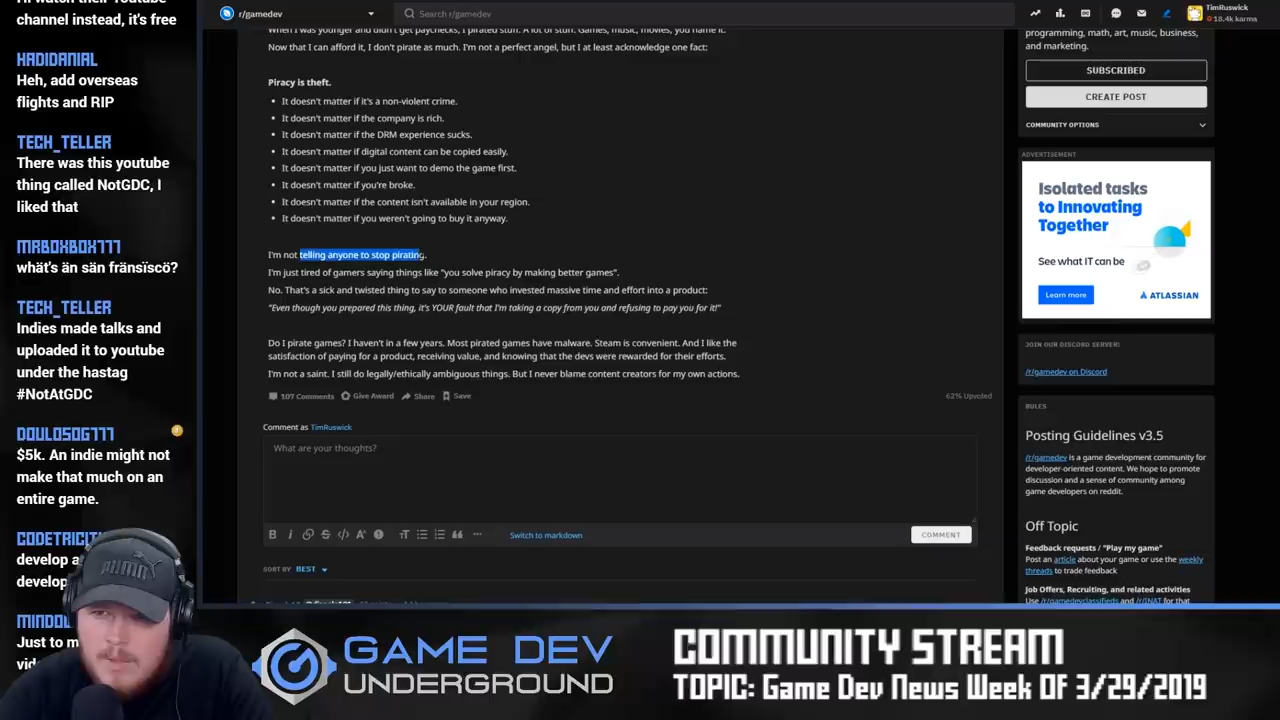 I'll watch their Youtube
channel instead, it's free
HADIDANIAL
Heh, add overseas
flights and RIP
TECH_TELLER
There was this youtube
thing called NotGDC, I
liked that
MRBOXBOX777
whät's än sän fränsïscö?
TECH_TELLER
Indies made talks and
uploaded it to youtube
under the hastag
#NotAtGDC
DOULOSOG777
$5k. An indie might not
make that much on an
entire game.
develop
Just to
r/gamedev
Search r/gamedev
TimRuswick
18.4k karma
When I was younger and didn't get paychecks, I pirated stuff. A lot of stuff. Games, music, movies, you name it.
Now that I can afford it, I don't pirate as much. I'm not a perfect angel, but I at least acknowledge one fact:
Piracy is theft.
• It doesn't matter if it's a non-violent crime.
• It doesn't matter if the company is rich.
• It doesn't matter if the DRM experience sucks.
• It doesn't matter if digital content can be copied easily.
• It doesn't matter if you just want to demo the game first.
• It doesn't matter if you're broke.
• It doesn't matter if the content isn't available in your region.
• It doesn't matter if you weren't going to buy it anyway.
I'm not telling anyone to stop pirating.
I'm just tired of gamers saying things like "you solve piracy by making better games".
No. That's a sick and twisted thing to say to someone who invested massive time and effort into a product:
"Even though you prepared this thing, it's YOUR fault that I'm taking a copy from you and refusing to pay you for it!"
Do I pirate games? I haven't in a few years. Most pirated games have malware. Steam is convenient. And I like the
satisfaction of paying for a product, receiving value, and knowing that the devs were rewarded for their efforts.
I'm not a saint. I still do legally/ethically ambiguous things. But I never blame content creators for my own actions.
107 Comments Give Award Share Save
62% Upvoted
Comment as TimRuswick
What are your thoughts?
Switch to markdown
COMMENT
SORT BY BEST
programming, math, art, music, business,
and marketing.
SUBSCRIBED
CREATE POST
COMMUNITY OPTIONS
ADVERTISEMENT
Isolated tasks
to Innovating
Together
See what IT can be
Learn more
ATLASSIAN
JOIN OUR DISCORD SERVER!
/r/gamedev on Discord
RULES
Posting Guidelines v3.5
/r/gamedev is a game development community for
developer-oriented content. We hope to promote
discussion and a sense of community among
game developers on reddit.
Off Topic
Feedback requests / "Play my game"
Post an article about your game or use the weekly
threads to trade feedback
Job Offers, Recruiting, and related activities
Use /r/gamedevclassifieds and /r/INAT for that
PUMA
GAME DEV
UNDERGROUND
COMMUNITY STREAM
TOPIC: Game Dev News Week OF 3/29/2019